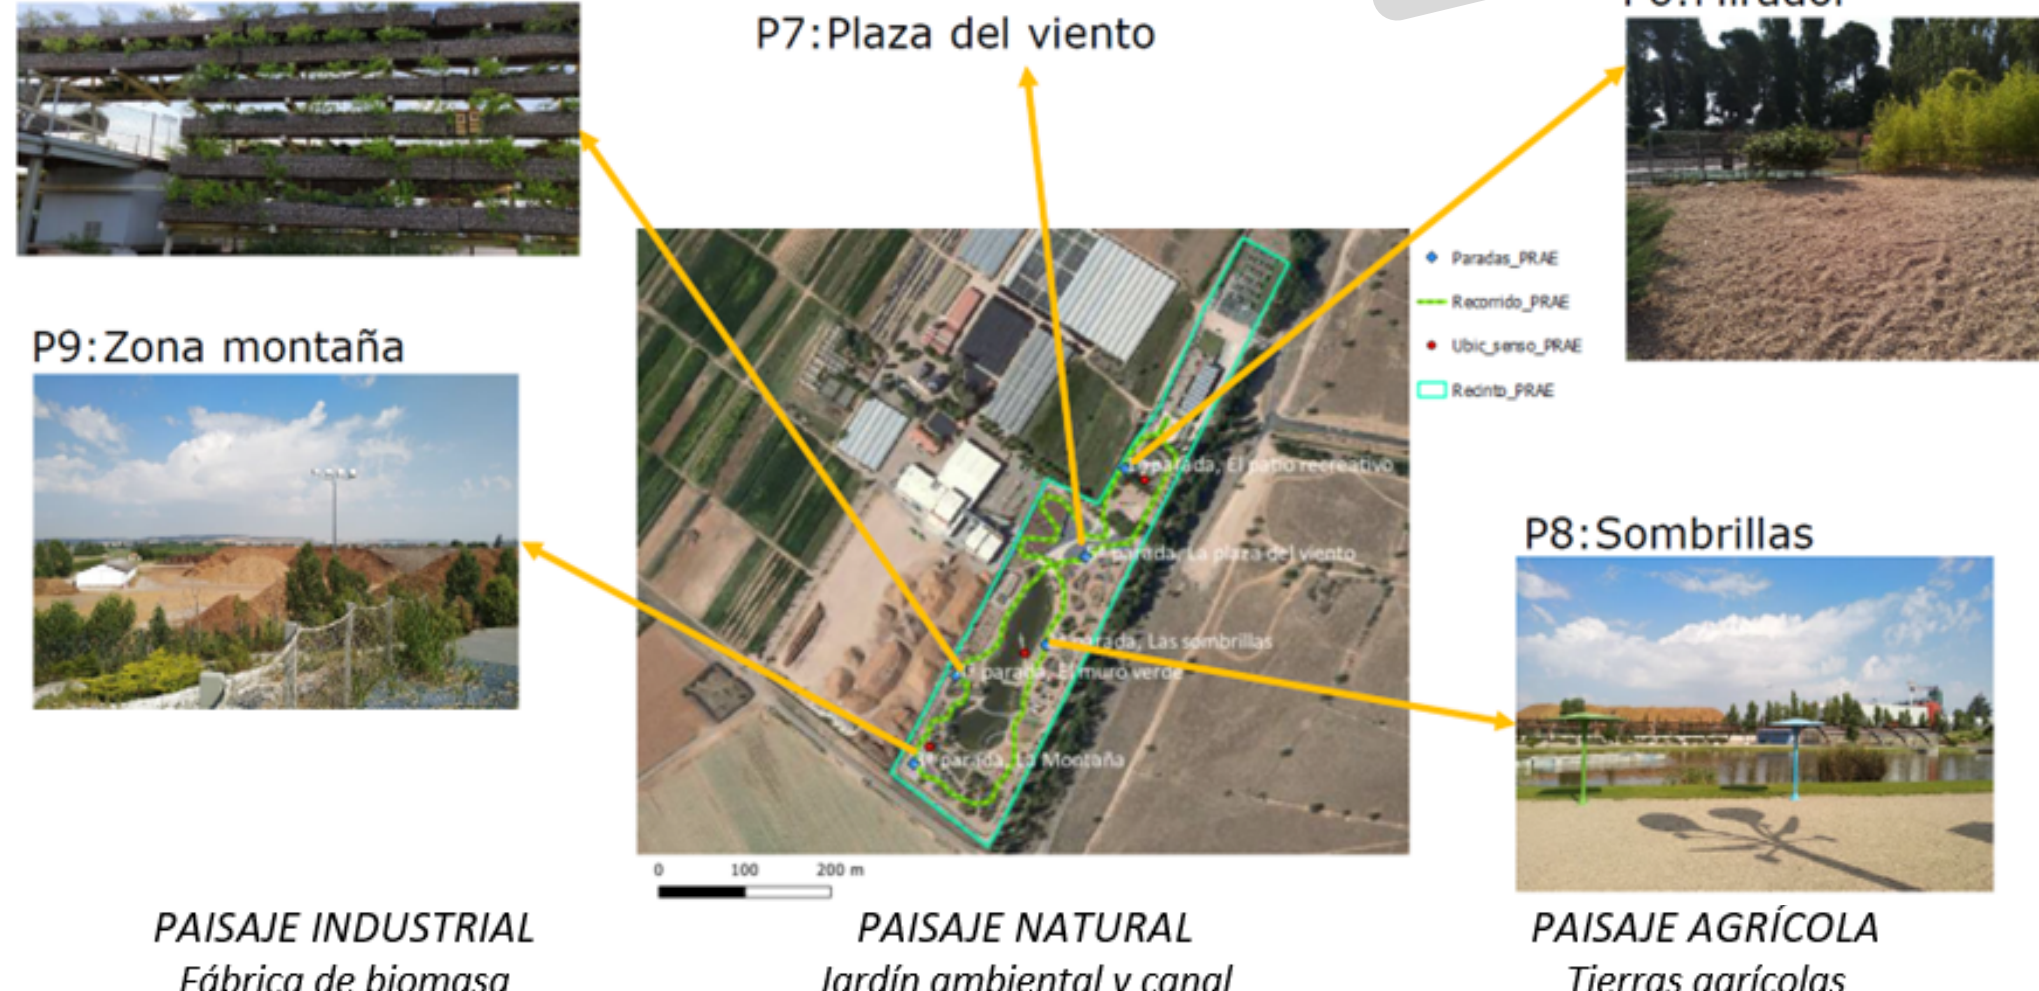 P7:Plaza del viento
P9:Zona montaña
Paradas_PRAE
Recorrido_PRAE
Ubic_senso_PRAE
Recinto_PRAE
parada, El patio recreativo
parada, La plaza del viento
parada, Las sombrillas
parada, El muro verde
parada, La Montaña
P8:Sombrillas
0 100 200 m
PAISAJE INDUSTRIAL
Fábrica de biomasa
PAISAJE NATURAL
Jardín ambiental y canal
PAISAJE AGRÍCOLA
Tierras agrícolas